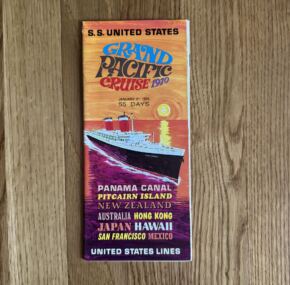 S.S. UNITED STATES
GRAND
PACIFIC
CRUISE 1970
55 DAYS
PANAMA CANAL
PITCAIRN ISLAND
NEW ZEALAND
AUSTRALIA HONG KONG
JAPAN HAWAII
SAN FRANCISCO MEXICO
UNITED STATES LINES